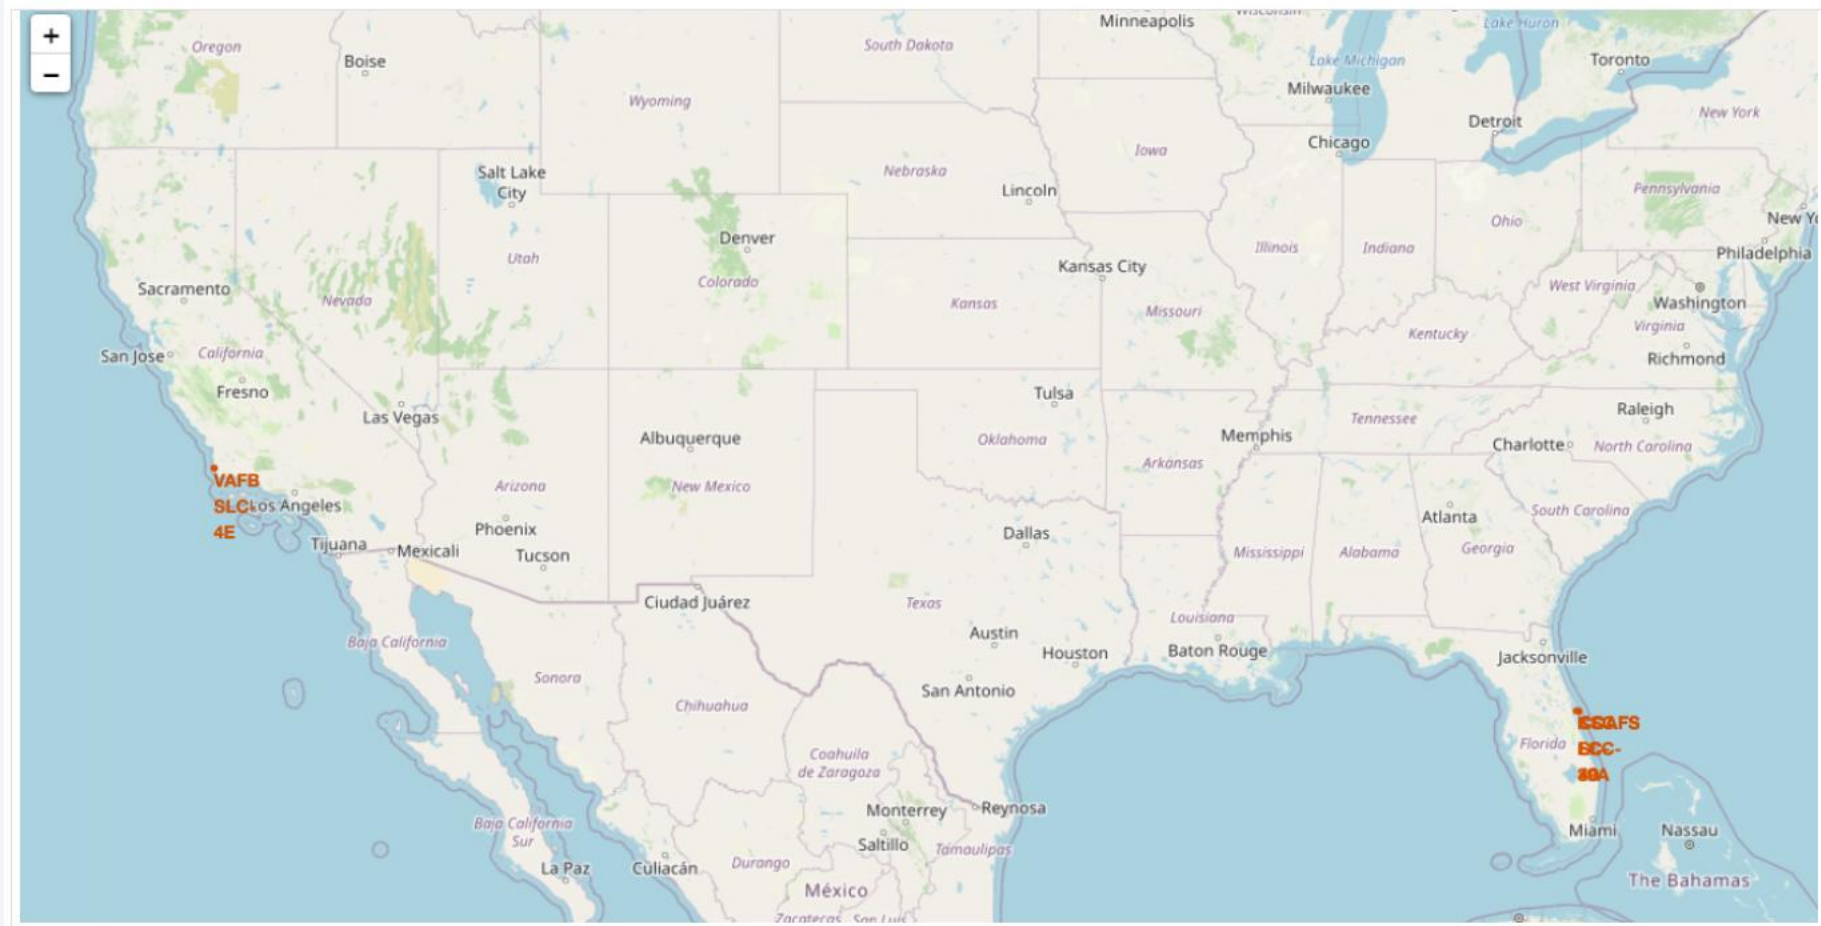 +
−
Minneapolis
Wisconsin
Lake Huron
Oregon
Boise
South Dakota
Lake Michigan
Toronto
Wyoming
Milwaukee
New York
Detroit
Chicago
Iowa
Salt Lake
City
Nebraska
Lincoln
Pennsylvania
Ohio
New Y
Denver
Illinois
Indiana
Philadelphia
Utah
Kansas City
Colorado
West Virginia
Sacramento
Nevada
Kansas
Missouri
Washington
Virginia
Kentucky
San Jose
California
Richmond
Fresno
Tulsa
Las Vegas
Raleigh
Tennessee
Albuquerque
Oklahoma
Memphis
Charlotte
North Carolina
Arkansas
VAFB
SLC-
4E
Los Angeles
Arizona
New Mexico
South Carolina
Atlanta
Phoenix
Dallas
Tijuana
Mexicali
Tucson
Mississippi
Alabama
Georgia
Ciudad Juárez
Texas
Louisiana
Austin
Baja California
Houston
Baton Rouge
Jacksonville
Sonora
San Antonio
Chihuahua
Florida
Coahuila
de Zaragoza
Monterrey
Reynosa
Baja California
Sur
Saltillo
Tamaulipas
Miami
Nassau
La Paz
Culiacán
Durango
México
The Bahamas
Zacatecas
San Luis